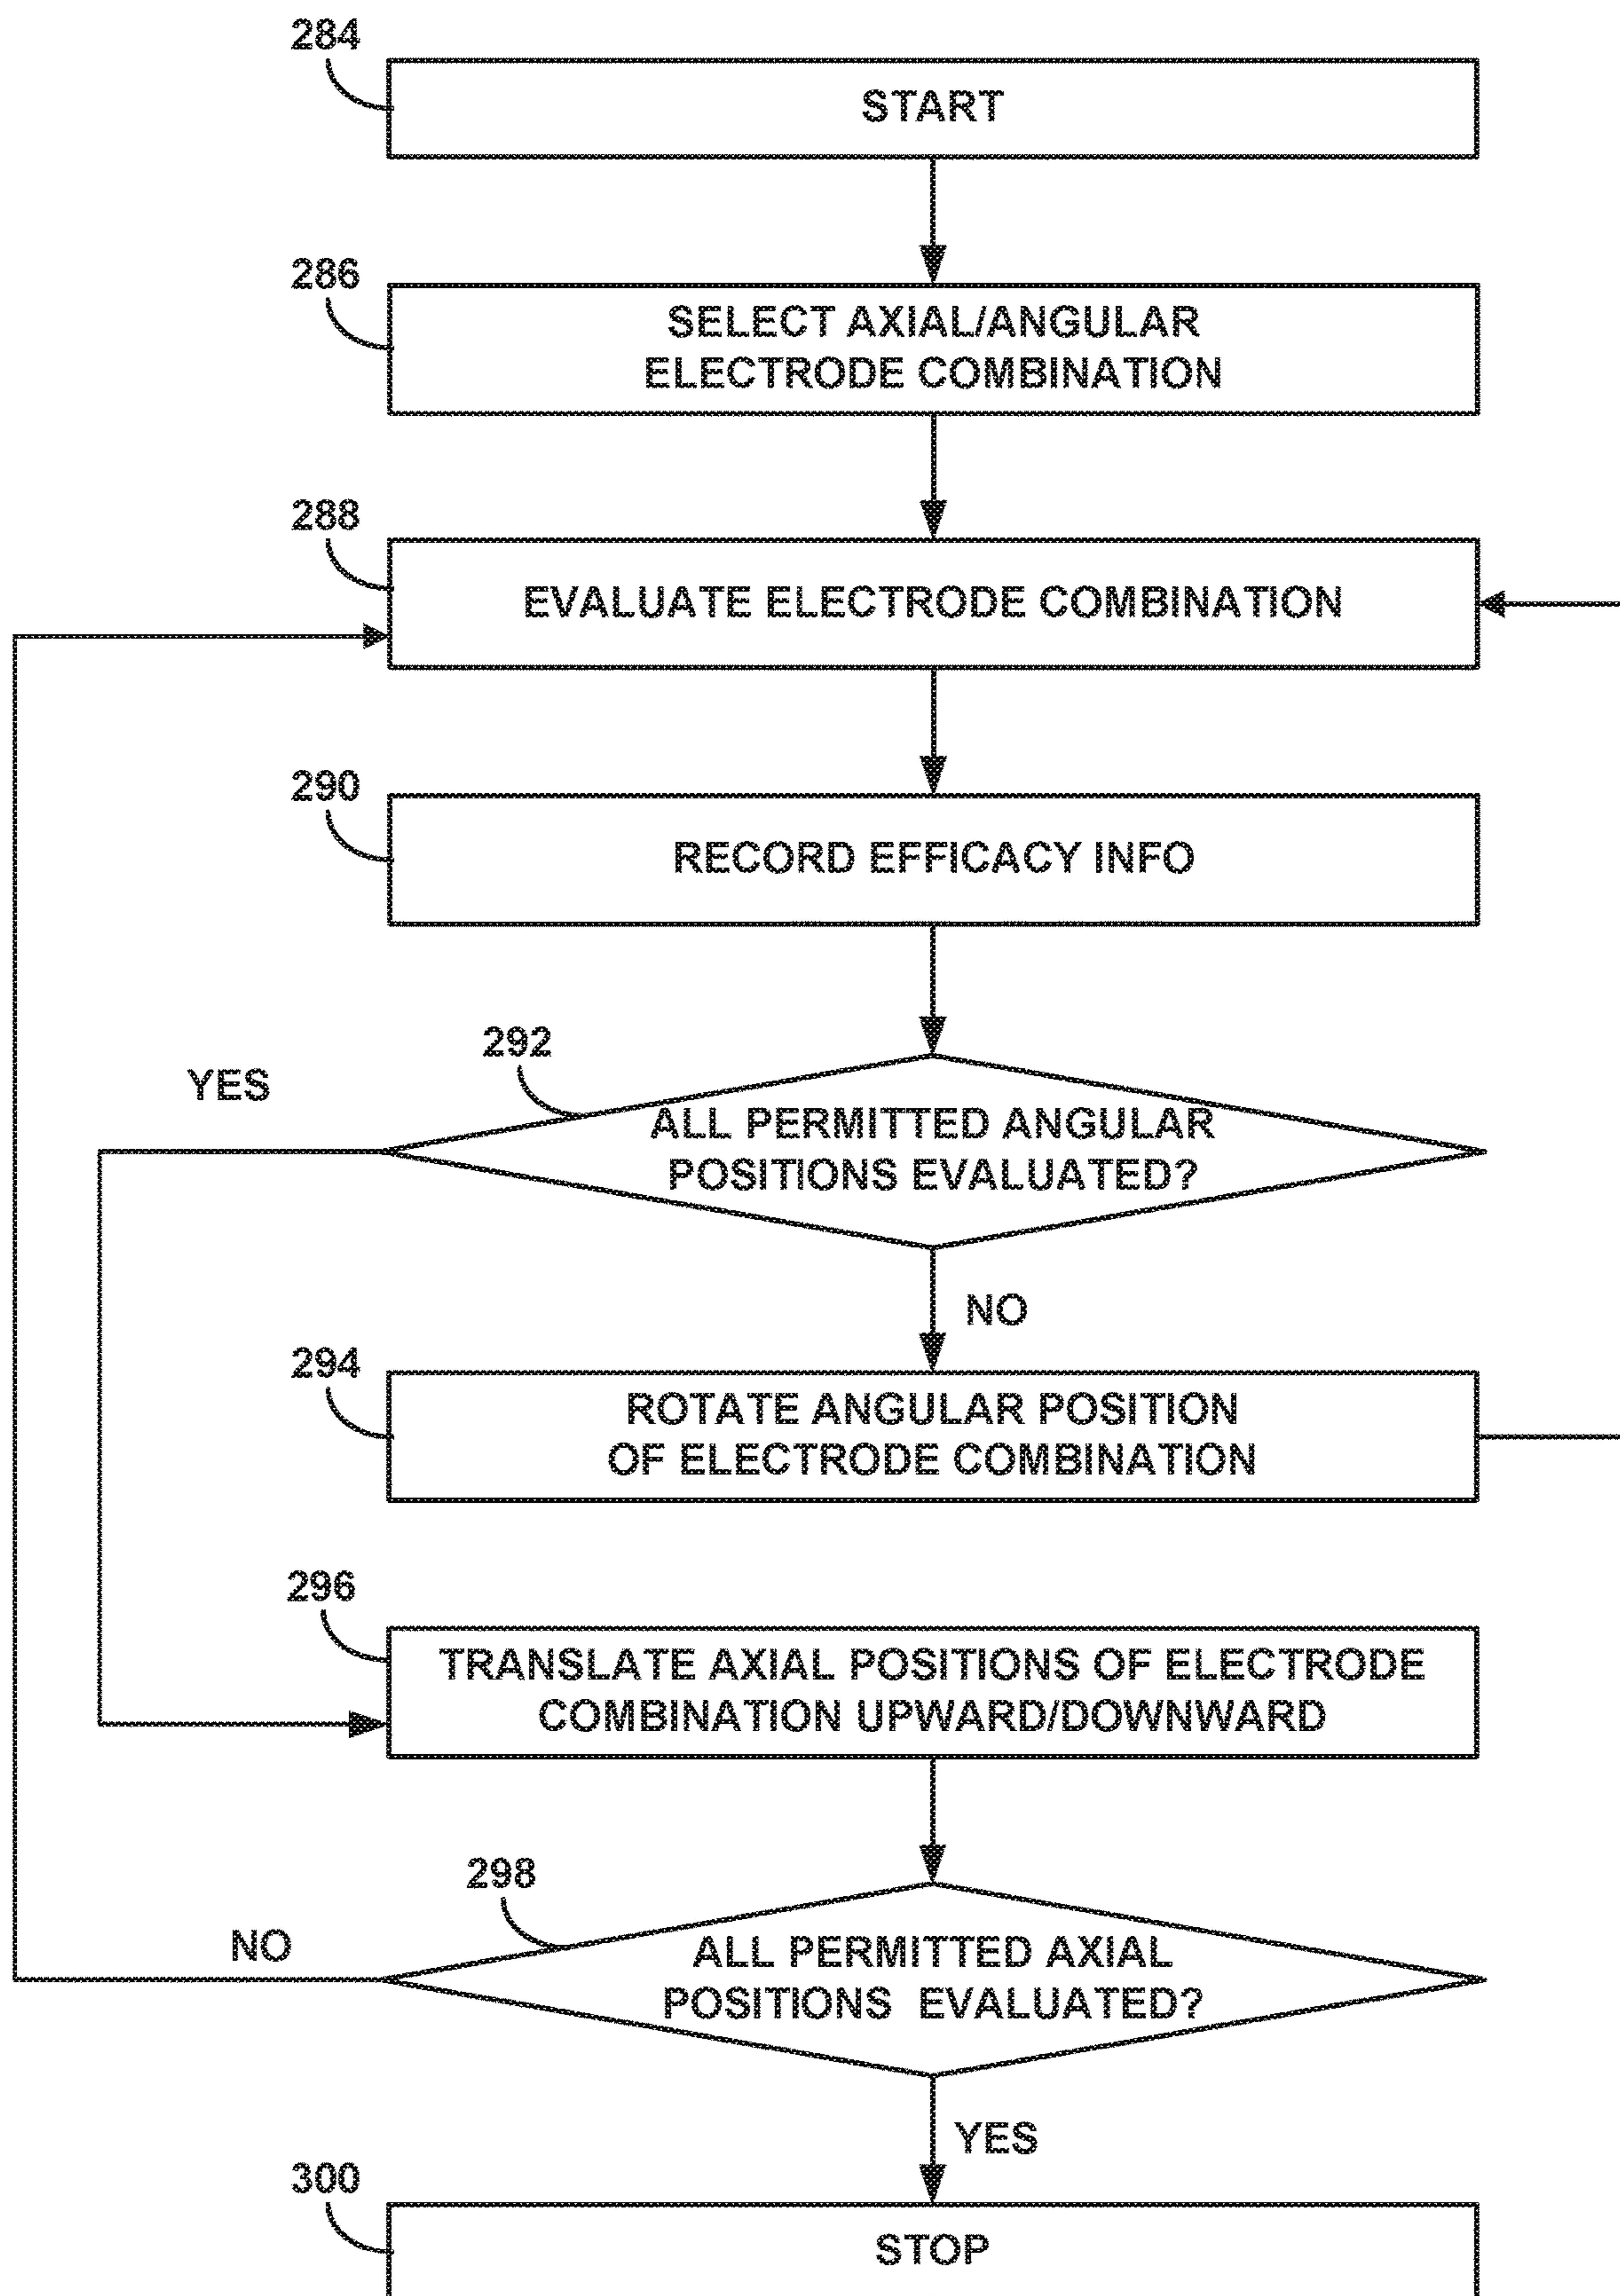 284
START
286
SELECT AXIAL/ANGULAR
ELECTRODE COMBINATION
288
EVALUATE ELECTRODE COMBINATION
290
RECORD EFFICACY INFO
292
YES
ALL PERMITTED ANGULAR
POSITIONS EVALUATED?
NO
294
ROTATE ANGULAR POSITION
OF ELECTRODE COMBINATION
296
TRANSLATE AXIAL POSITIONS OF ELECTRODE
COMBINATION UPWARD/DOWNWARD
298
NO
ALL PERMITTED AXIAL
POSITIONS EVALUATED?
YES
300
STOP